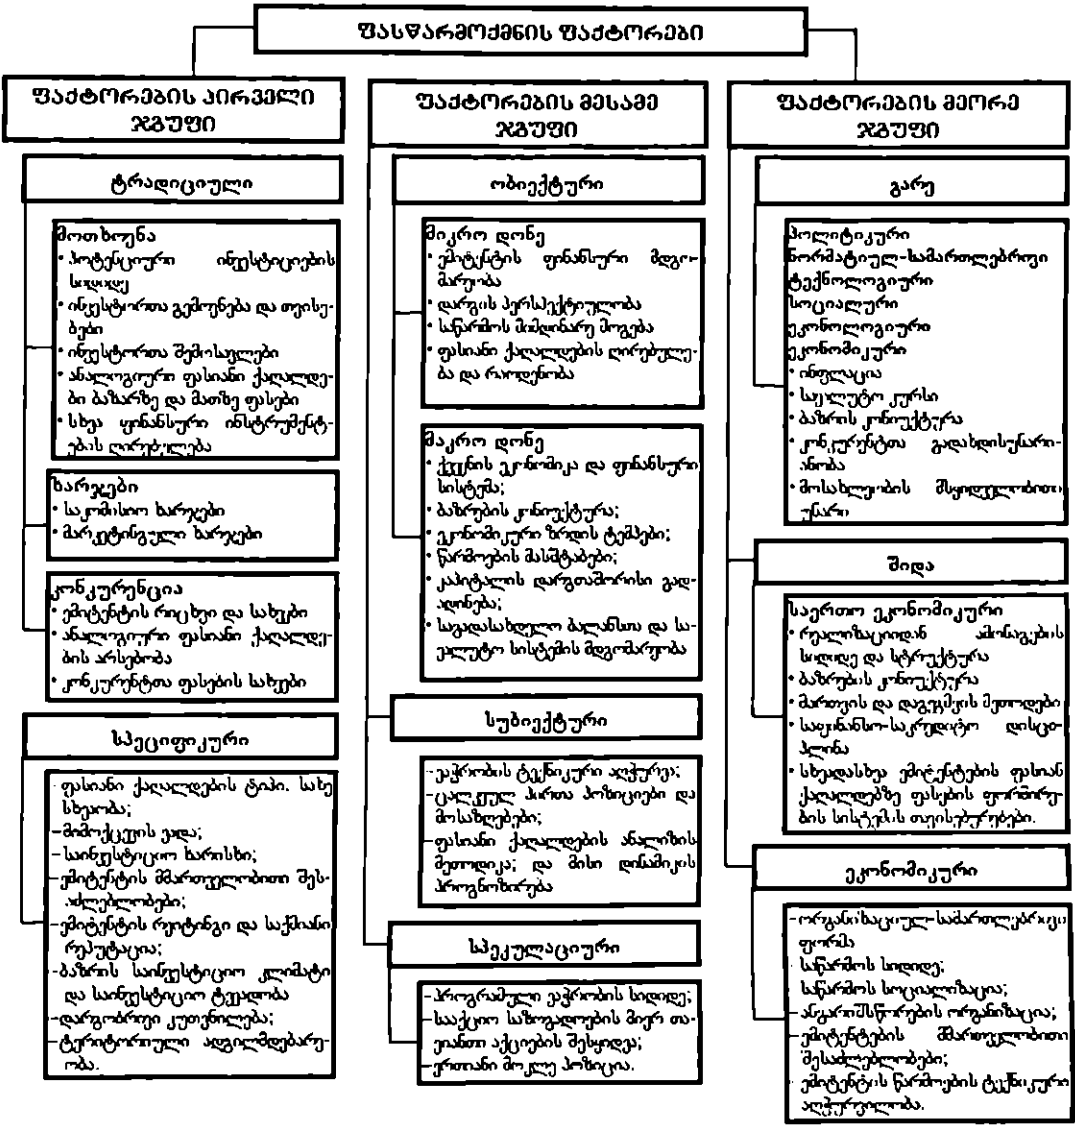 ფასწარმოქმნის ფაქტორები
ფაქტორების პირველი
ჯგუფი
ტრადიციული
მოთხოვნა
• პოტენციური ინვესტიციების
სიდიდე
• ინვესტორთა გემოვნება და თვისე-
ბები
• ინვესტორთა შემოსავლები
• ანალოგიური ფასიანი ქაღალდე-
ბი ბაზარზე და მათზე ფასები
• სხვა ფინანსური ინსტრუმენტ-
ების ღირებულება
ხარჯები
• საკომისიო ხარჯები
• მარკეტინგული ხარჯები
კონკურენცია
• ემიტენტის რიცხვი და სახეები
• ანალოგიური ფასიანი ქაღალდე-
ბის არსებობა
• კონკურენტთა ფასების სახეები
სპეციფიკური
- ფასიანი ქაღალდების ტიპი. სახე
სხეობა;
–მიმოქცევის ვადა;
–საინვესტიციო ხარისხი;
–ემიტენტის მმართველობითი შეს-
აძლებლობები;
–ემიტენტის რეიტინგი და საქმიანი
რეპუტაცია;
–ბაზრის საინვესტიციო კლიმატი
და საინვესტიციო ტევადობა
–დარგობრივი კუთვნილება;
–ტერიტორიული ადგილმდებარე-
ობა.
ფაქტორების მესამე
ჯგუფი
ობიექტური
მიკრო დონე
• ემიტენტის ფინანსური მდგო-
მარეობა
• დარგის პერსპექტიულობა
• საწარმოს მიმდინარე მოგება
• ფასიანი ქაღალდების ღირებულე-
ბა და რაოდენობა
მაკრო დონე
• ქვეყნის ეკონომიკა და ფინანსური
სისტემა;
• ბაზრების კონიუქტურა;
• ეკონომიკური ზრდის ტემპები;
• წარმოების მასშტაბები;
• კაპიტალის დარგთაშორისი გად-
ადინება;
• საგადასახდელო ბალანსთა და სა-
ვალუტო სისტემის მდგომარეობა
სუბიექტური
–ვაჭრობის ტექნიკური აღჭურვა;
–ცალკეულ პირთა პოზიციები და
მოსაზღებები;
–ფასიანი ქაღალდების ანალიზის
მეთოდიკა; და მისი დინამიკის
პროგნოზირება
სპეკულაციური
–პროგრამული ვაჭრობის სიდიდე;
–სააქციო საზოგადოების მიერ თა-
ვიანთი აქციების შესყიდვა;
–ერთიანი მოკლე პოზიცია.
ფაქტორების მეორე
ჯგუფი
გარე
პოლიტიკური
ნორმატიულ-სამართლებრივი
ტექნოლოგიური
სოციალური
ეკონოლოგიური
ეკონომიკური
• ინფლაცია
• სავალუტო კურსი
• ბაზრის კონიუქტურა
• კონკურენტთა გადახდისუნარი-
ანობა
• მოსახლეობის მსყიდველობითი
უნარი
შიდა
საერთო ეკონომიკური
• რეალიზაციიდან ამონაგების
სიდიდე და სტრუქტურა
• ბაზრების კონიუქტურა
• მართვის და დაგეგმვის მეთოდები
• საფინანსო-საკრედიტო დისცი-
პლინა
• სხვადასხვა ემიტენტების ფასიან
ქაღალდებზე ფასების ფორმირე-
ბის სისტემის თავისებურებები.
ეკონომიკური
–ორგანიზაციულ-სამართლებრივი
ფორმა
საწარმოს სიდიდე;
საწარმოს სოციალიზაცია;
–ანგარიშსწორების ორგანიზაცია;
–ემიტენტების მმართველობითი
შესაძლებლობები;
- ემიტენტის წარმოების ტექნიკური
აღჭურვილობა.